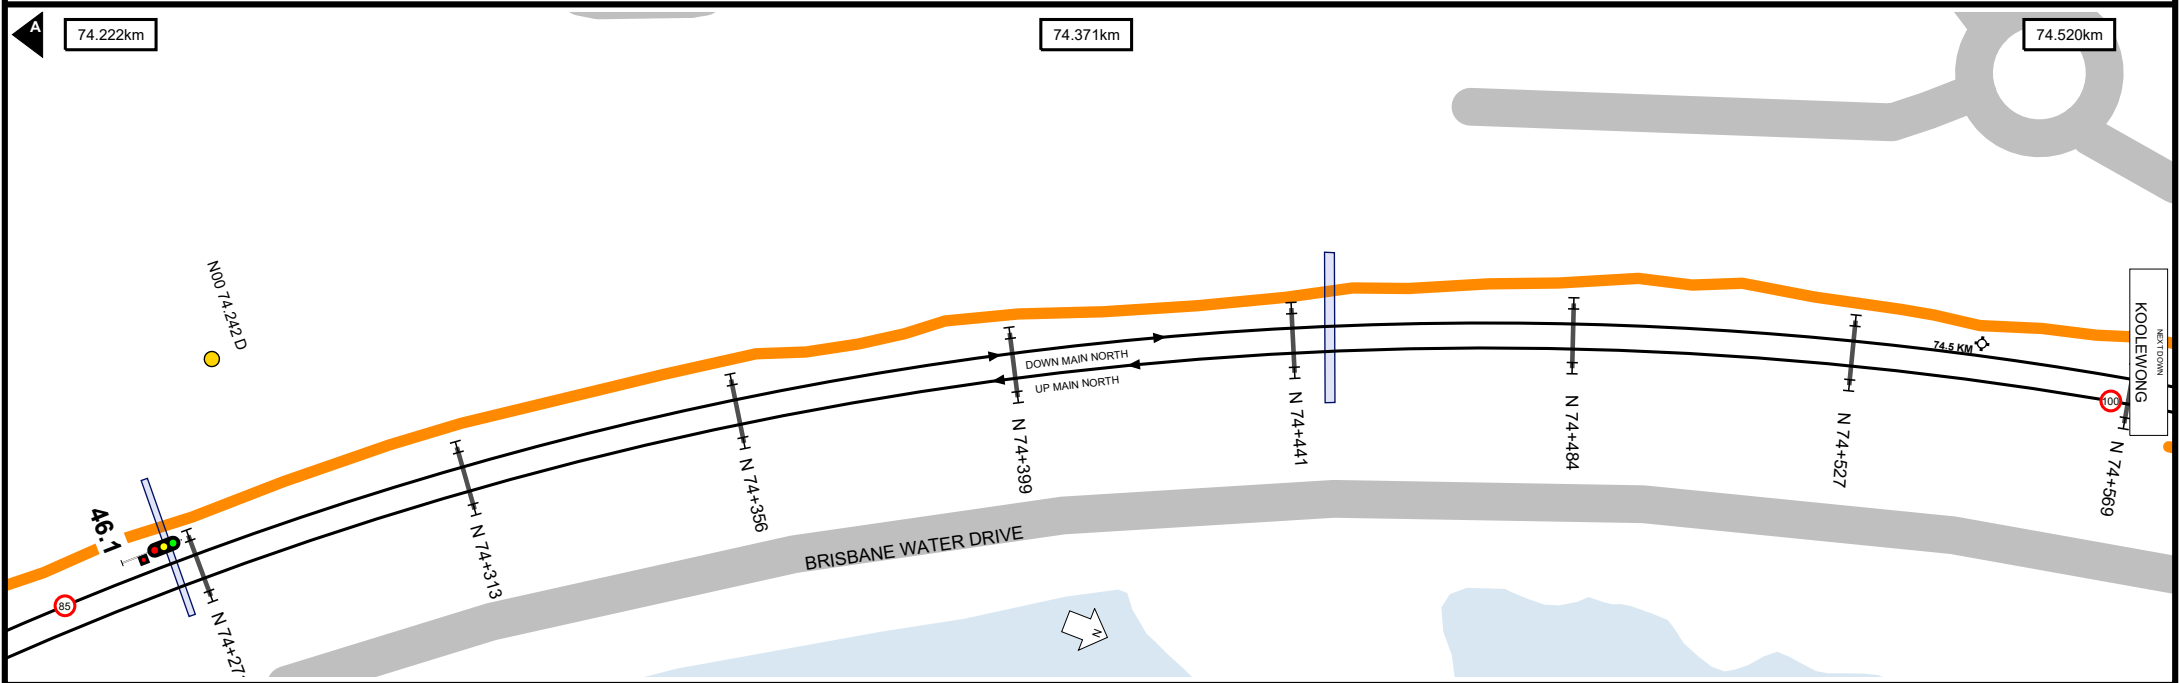 A
74.222km
74.371km
74.520km
N00 74.242 D
DOWN MAIN NORTH
UP MAIN NORTH
74.5 KM
KOOLEWONG
NEXT DOWN
100
46.1
85
N 74+27
N 74+313
N 74+356
N 74+399
N 74+441
N 74+484
N 74+527
N 74+569
BRISBANE WATER DRIVE
N